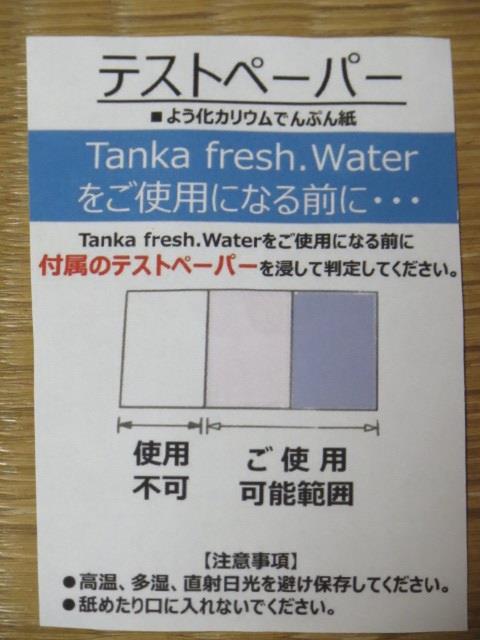 テストペーパー
■よう化カリウムでんぷん紙
Tanka fresh.Water
をご使用になる前に・・・
Tanka fresh.Waterをご使用になる前に
付属のテストペーパーを浸して判定してください。
使用 ご使用
不可 可能範囲
【注意事項】
●高温、多湿、直射日光を避け保存してください。
●舐めたり口に入れないでください。